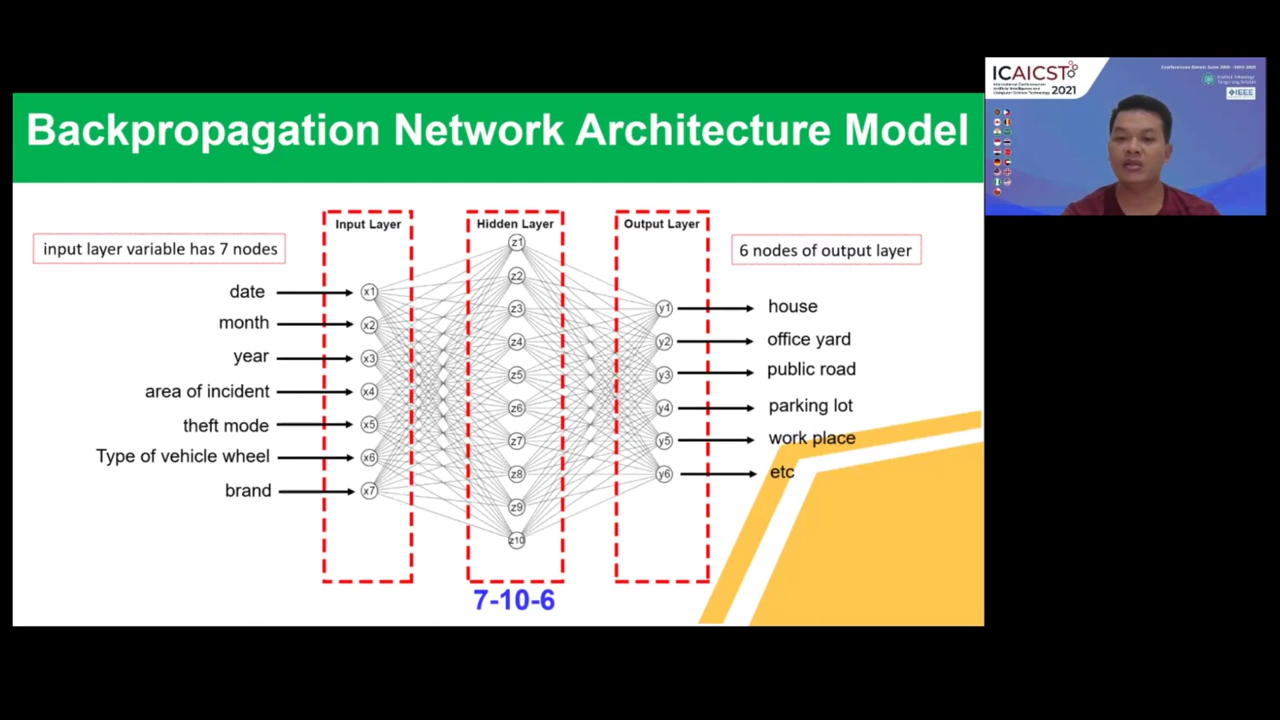 Backpropagation Network Architecture Model
Input Layer
Hidden Layer
Output Layer
input layer variable has 7 nodes
6 nodes of output layer
date
month
year
area of incident
theft mode
Type of vehicle wheel
brand
x1
x2
x3
x4
x5
x6
x7
z1
z2
z3
z4
z5
z6
z7
z8
z9
z10
y1
y2
y3
y4
y5
y6
house
office yard
public road
parking lot
work place
etc
7-10-6
ICAICST
2021
IEEE